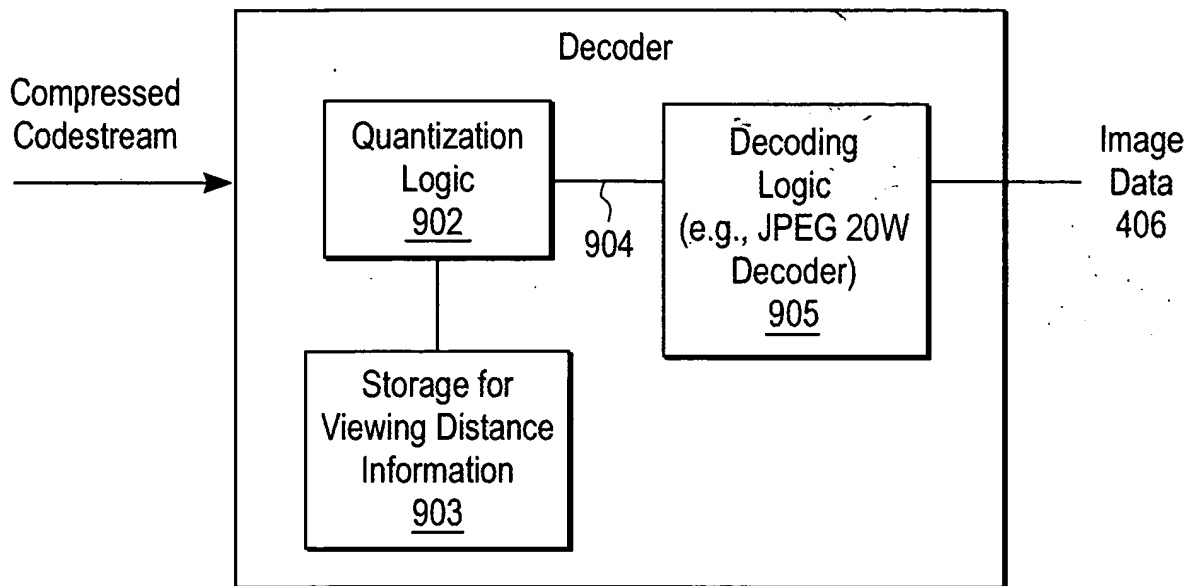 Decoder
Compressed
Codestream
Quantization
Logic
902
904
Decoding
Logic
(e.g., JPEG 20W
Decoder)
905
Image
Data
406
Storage for
Viewing Distance
Information
903